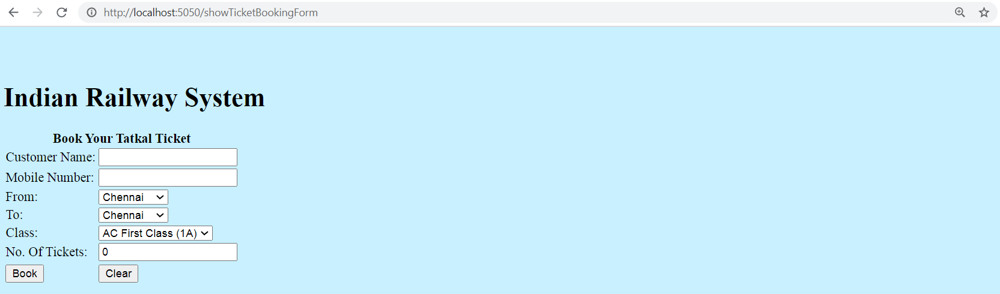 http://localhost:5050/showTicketBookingForm
Indian Railway System
Book Your Tatkal Ticket
Customer Name:
Mobile Number:
From: Chennai
To: Chennai
Class: AC First Class (1A)
No. Of Tickets: 0
Book Clear